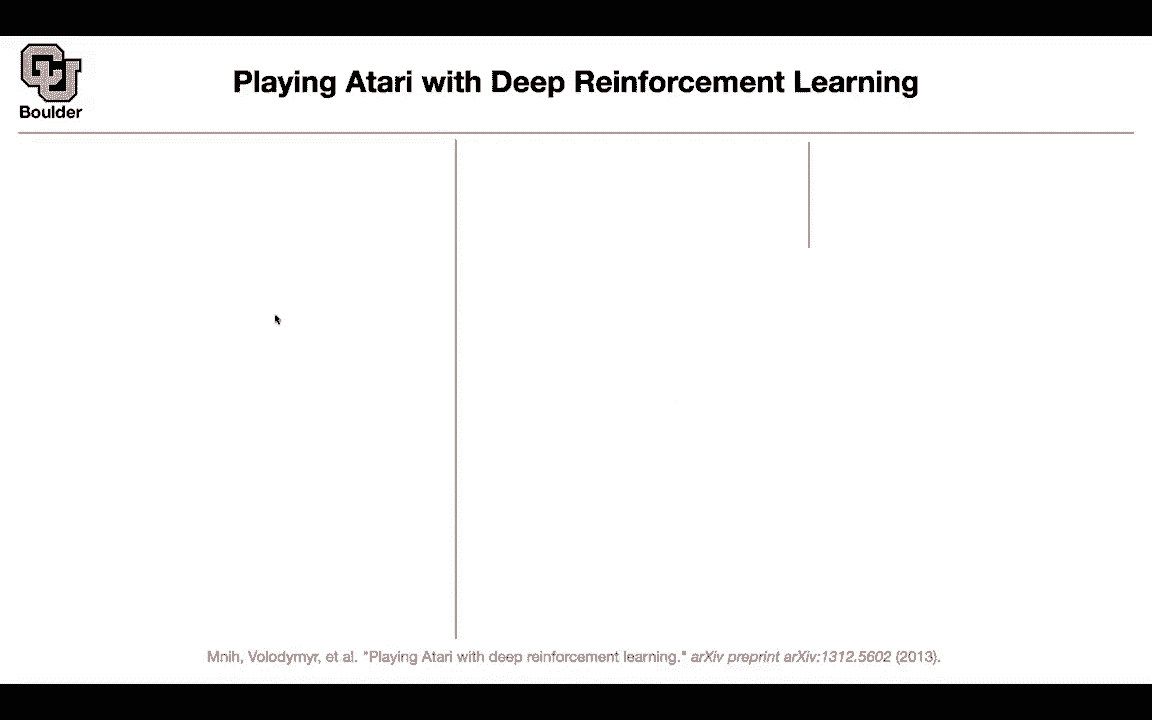 Boulder
Playing Atari with Deep Reinforcement Learning
Mnih, Volodymyr, et al. "Playing Atari with deep reinforcement learning." arXiv preprint arXiv:1312.5602 (2013).